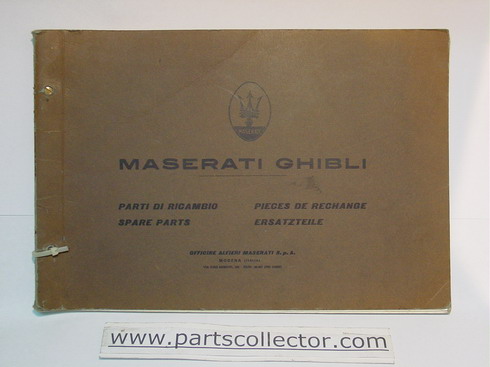 MASERATI
MASERATI GHIBLI
PARTI DI RICAMBIO PIECES DE RECHANGE
SPARE PARTS ERSATZTEILE
OFFICINE ALFIERI MASERATI S.p.A.
MODENA (ITALIA)
www.partscollector.com